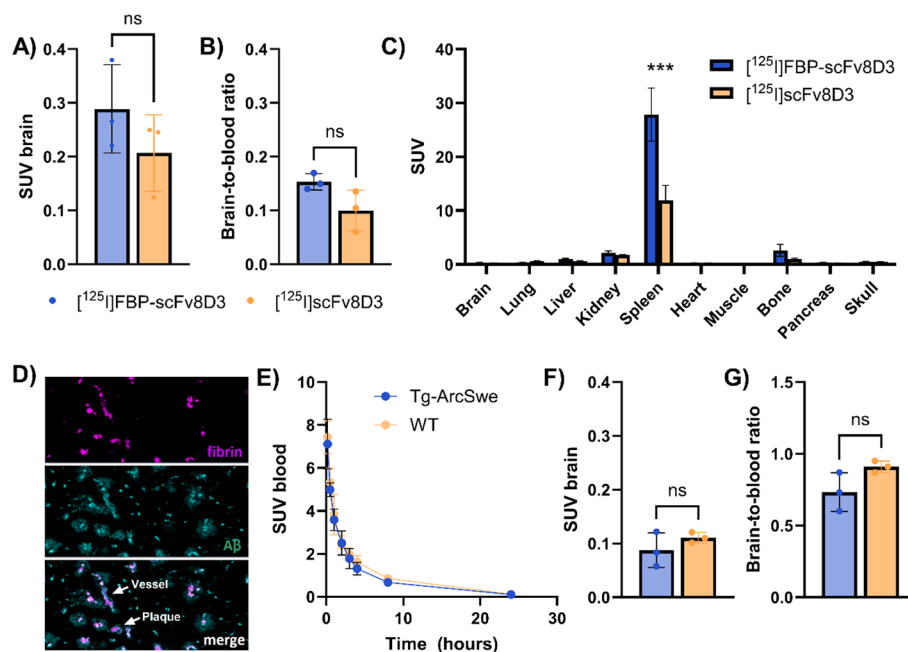 A)
ns
SUV brain
0.4
0.3
0.2
0.1
0.0
B)
ns
Brain-to-blood ratio
0.4
0.3
0.2
0.1
0.0
[¹²⁵I]FBP-scFv8D3
[¹²⁵I]scFv8D3
C)
SUV
40
30
20
10
0
***
[¹²⁵I]FBP-scFv8D3
[¹²⁵I]scFv8D3
Brain
Lung
Liver
Kidney
Spleen
Heart
Muscle
Bone
Pancreas
Skull
D)
fibrin
Aβ
Vessel
Plaque
merge
E)
SUV blood
10
8
6
4
2
0
0
10
20
30
Time (hours)
Tg-ArcSwe
WT
F)
SUV brain
0.4
0.3
0.2
0.1
0.0
ns
G)
Brain-to-blood ratio
1.5
1.0
0.5
0.0
ns